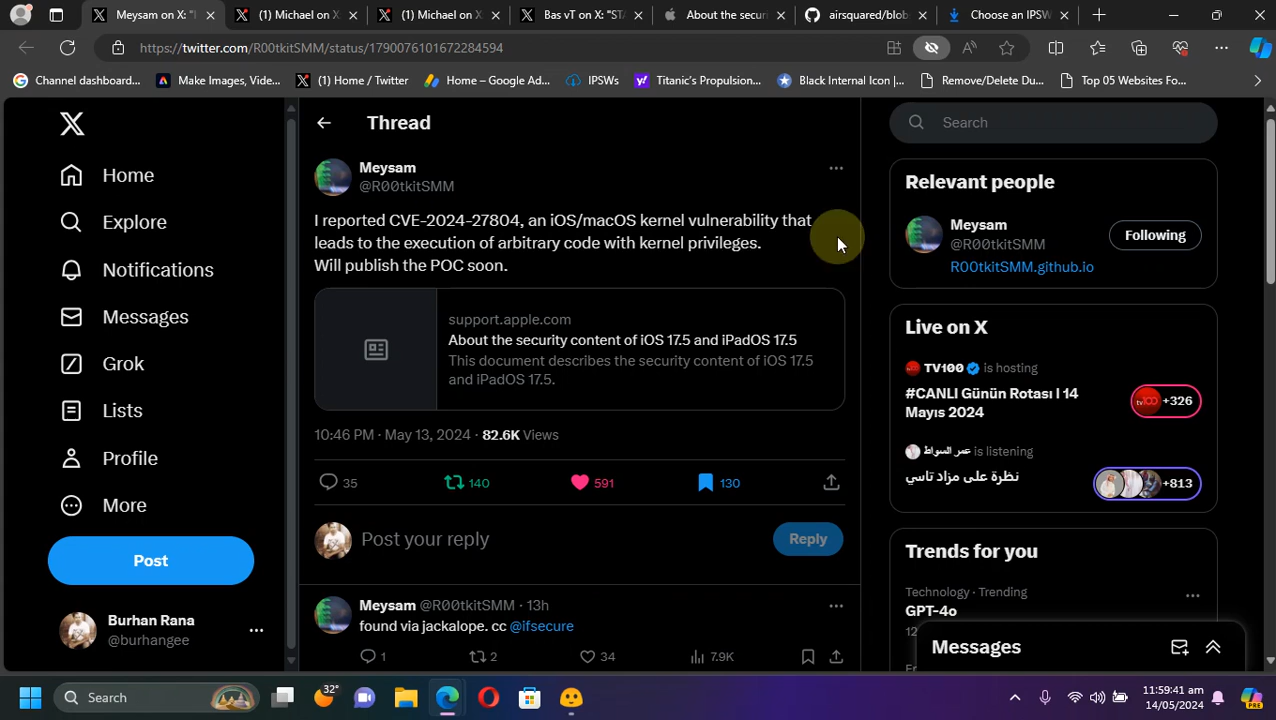 Meysam on X: "I
(1) Michael on X
(1) Michael on X
Bas vT on X: "STA
About the securi
airsquared/blob
Choose an IPSW
https://twitter.com/R00tkitSMM/status/1790076101672284594
Channel dashboard...
Make Images, Vide...
(1) Home / Twitter
Home – Google Ad...
IPSWs
Titanic's Propulsion...
Black Internal Icon |...
Remove/Delete Du...
Top 05 Websites Fo...
Home
Explore
Notifications
Messages
Grok
Lists
Profile
More
Post
Burhan Rana
@burhangee
Thread
Meysam
@R00tkitSMM
I reported CVE-2024-27804, an iOS/macOS kernel vulnerability that
leads to the execution of arbitrary code with kernel privileges.
Will publish the POC soon.
support.apple.com
About the security content of iOS 17.5 and iPadOS 17.5
This document describes the security content of iOS 17.5
and iPadOS 17.5.
10:46 PM · May 13, 2024 · 82.6K Views
35
140
591
130
Post your reply
Reply
Meysam @R00tkitSMM · 13h
found via jackalope. cc @ifsecure
1
2
34
7.9K
Search
Relevant people
Meysam
@R00tkitSMM
Following
R00tkitSMM.github.io
Live on X
TV100 is hosting
#CANLI Günün Rotası l 14
Mayıs 2024
+326
عمر السواط is listening
نظرة على مزاد تاسي
+813
Trends for you
Technology · Trending
GPT-4o
Messages
Search
32°
11:59:41 am
14/05/2024